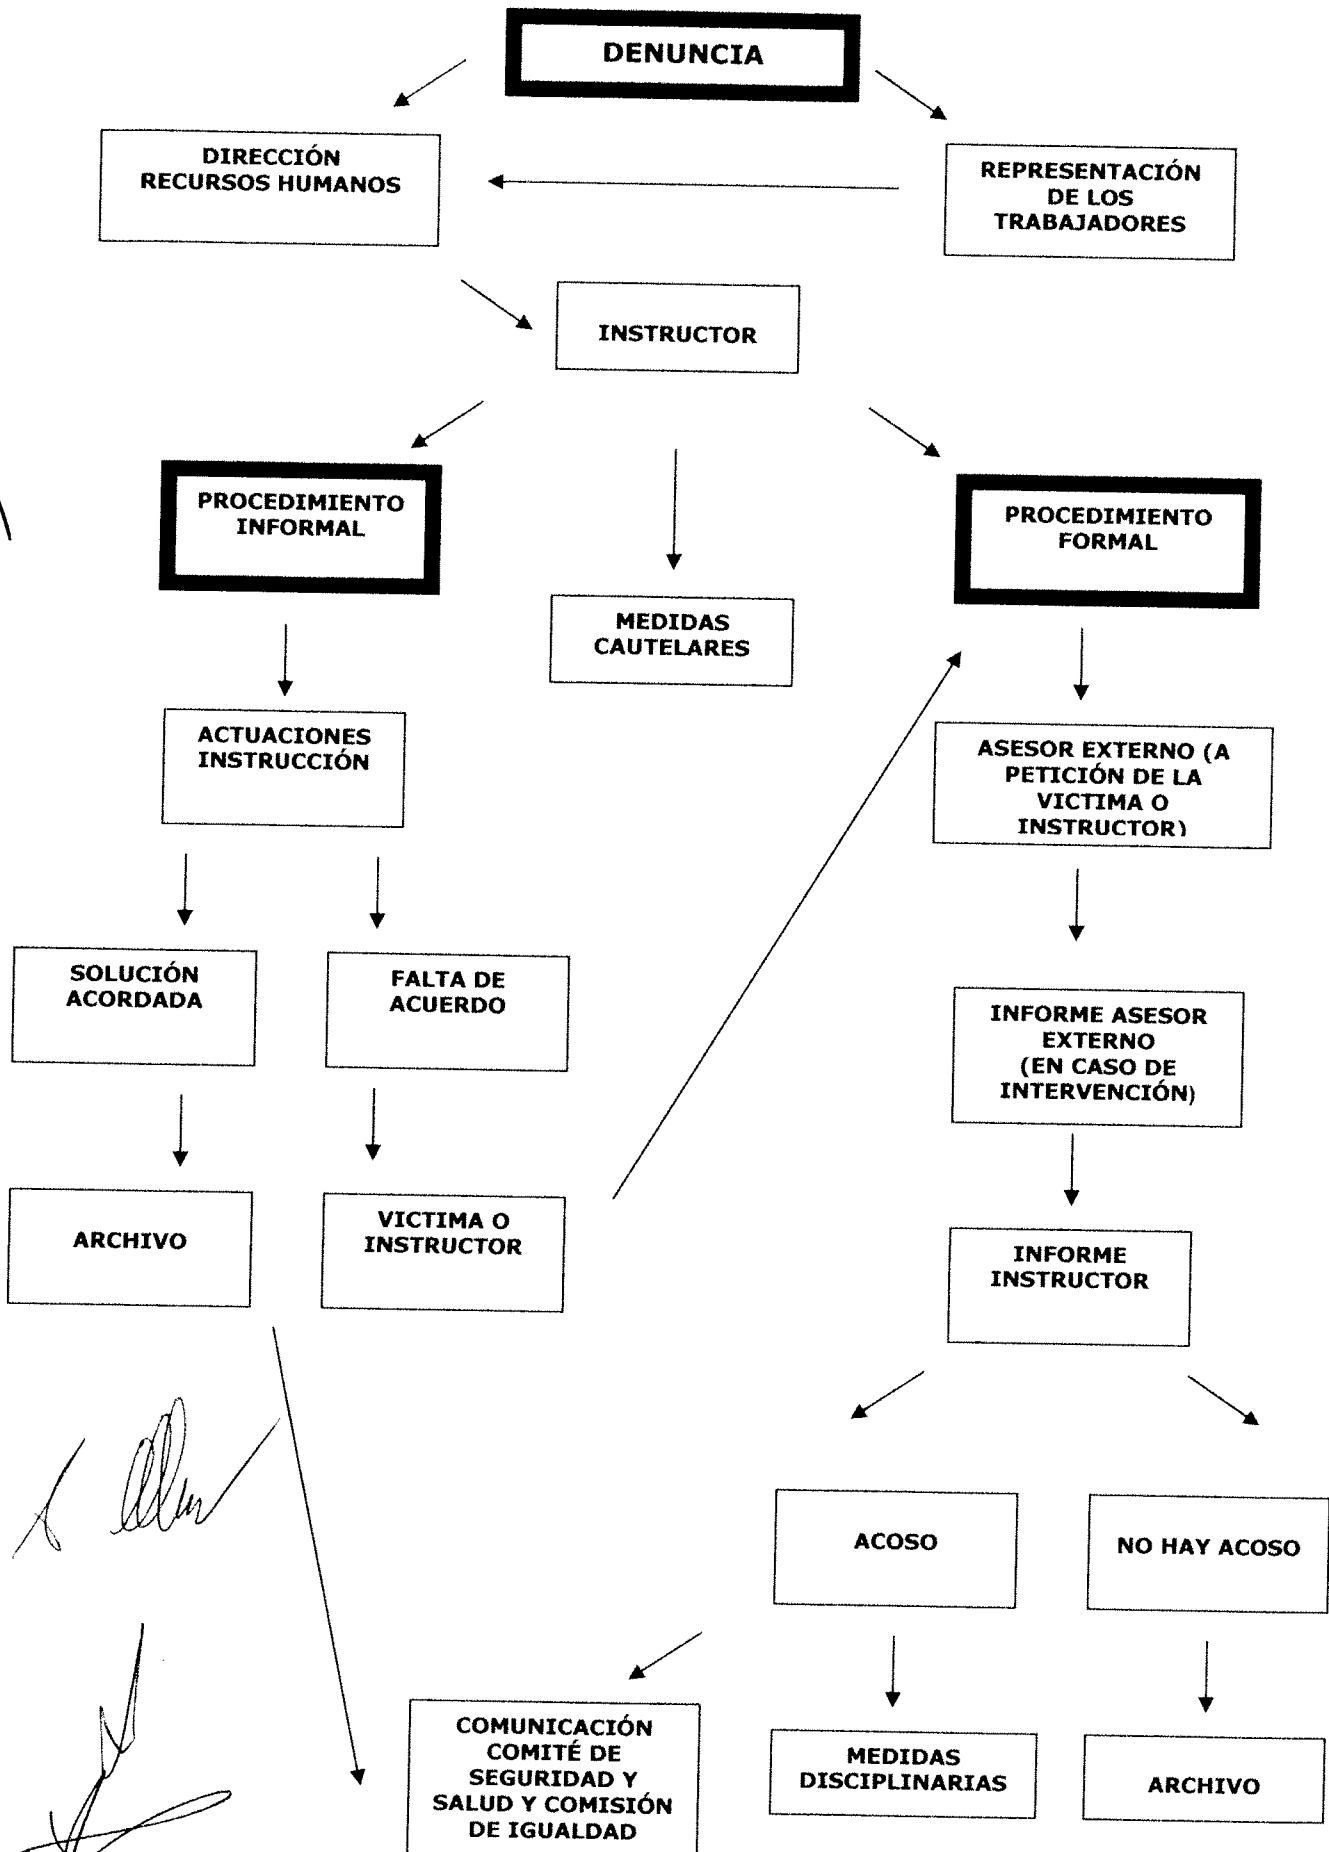 DENUNCIA
DIRECCIÓN
RECURSOS HUMANOS
REPRESENTACIÓN
DE LOS
TRABAJADORES
INSTRUCTOR
PROCEDIMIENTO
INFORMAL
PROCEDIMIENTO
FORMAL
MEDIDAS
CAUTELARES
ACTUACIONES
INSTRUCCIÓN
ASESOR EXTERNO (A
PETICIÓN DE LA
VICTIMA O
INSTRUCTOR)
SOLUCIÓN
ACORDADA
FALTA DE
ACUERDO
INFORME ASESOR
EXTERNO
(EN CASO DE
INTERVENCIÓN)
ARCHIVO
VICTIMA O
INSTRUCTOR
INFORME
INSTRUCTOR
ACOSO
NO HAY ACOSO
COMUNICACIÓN
COMITÉ DE
SEGURIDAD Y
SALUD Y COMISIÓN
DE IGUALDAD
MEDIDAS
DISCIPLINARIAS
ARCHIVO